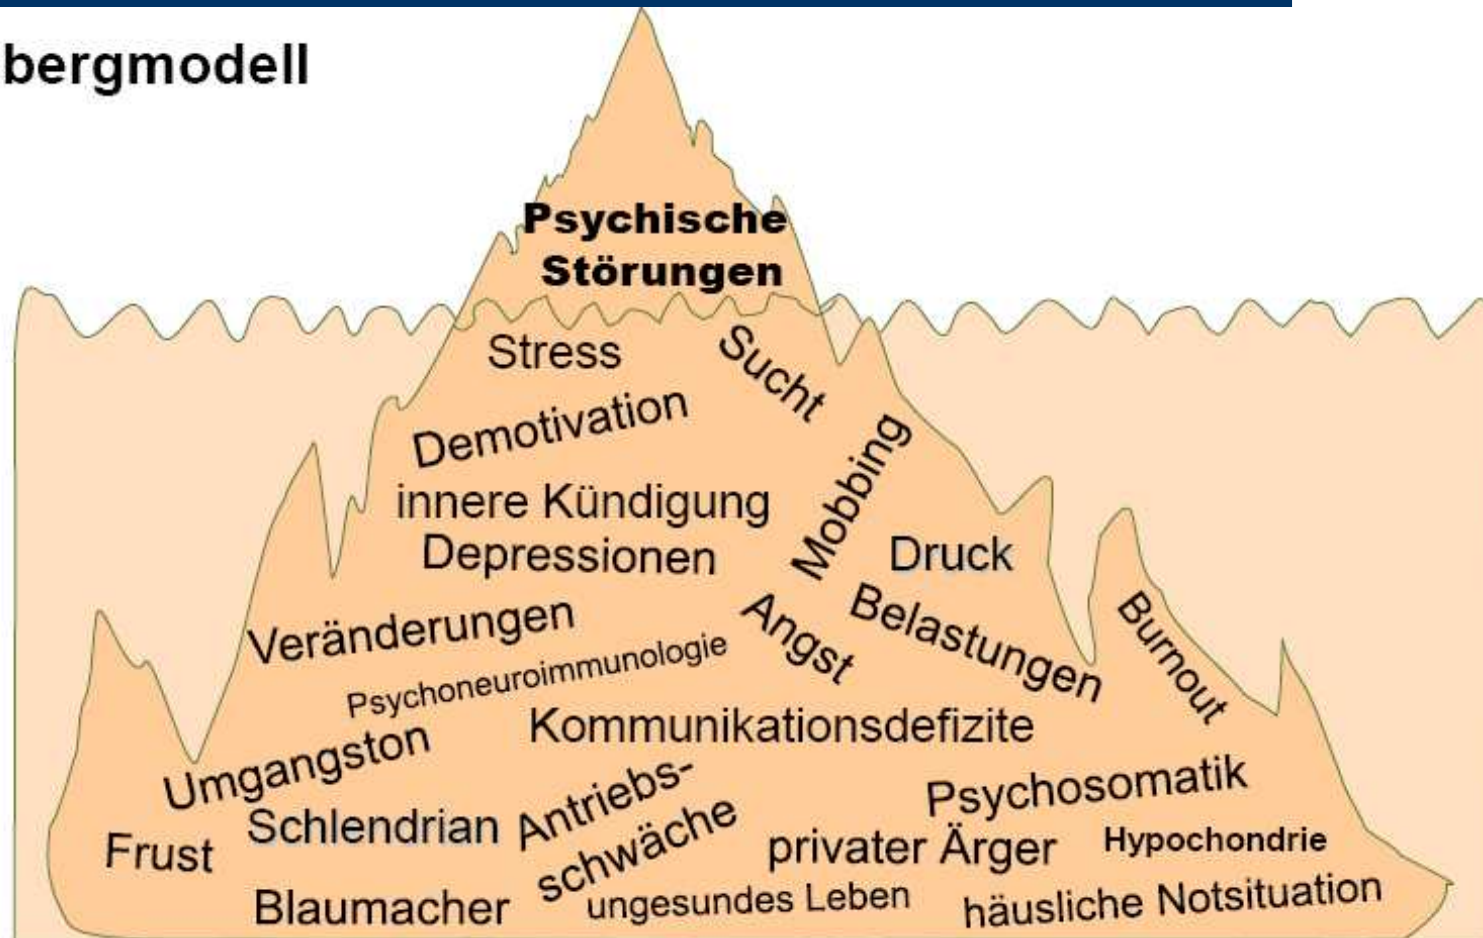 bergmodell
Psychische
Störungen
Stress
Sucht
Demotivation
Mobbing
innere Kündigung
Depressionen
Druck
Veränderungen
Angst
Belastungen
Burnout
Psychoneuroimmunologie
Kommunikationsdefizite
Umgangston
Psychosomatik
Antriebs-
schwäche
Schlendrian
Frust
privater Ärger
Hypochondrie
Blaumacher
ungesundes Leben
häusliche Notsituation